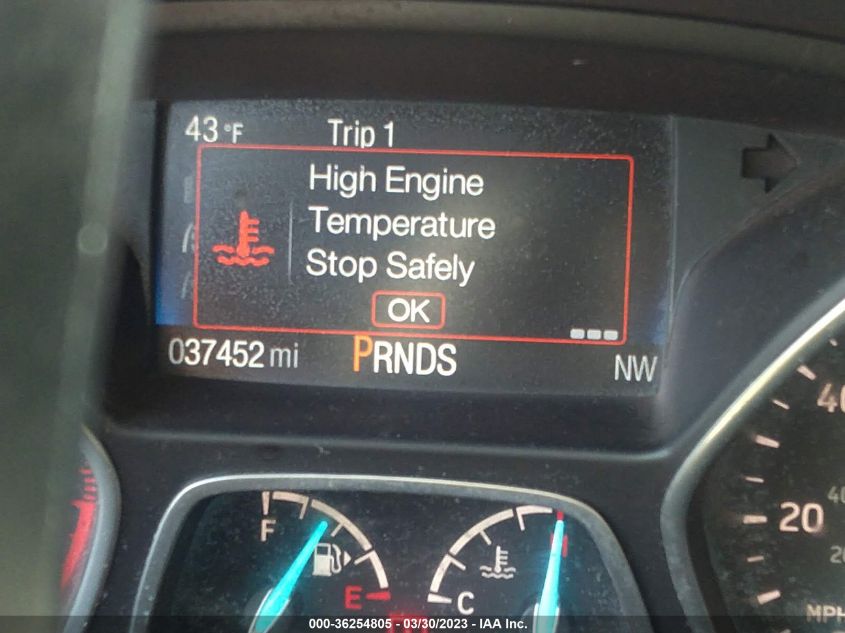 43 °F Trip 1
High Engine
Temperature
Stop Safely
OK
037452 mi PRNDS NW
40
20
MPH
F
E
C
H
000-36254805 - 03/30/2023 - IAA Inc.